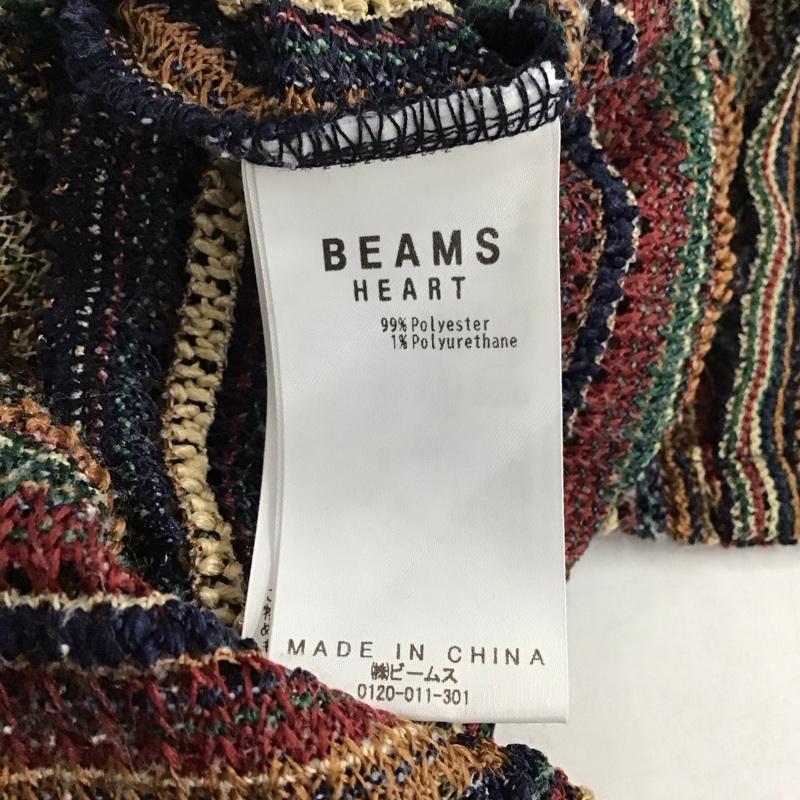 BEAMS
HEART
99% Polyester
1% Polyurethane
MADE IN CHINA
㈱ビームス
0120-011-301